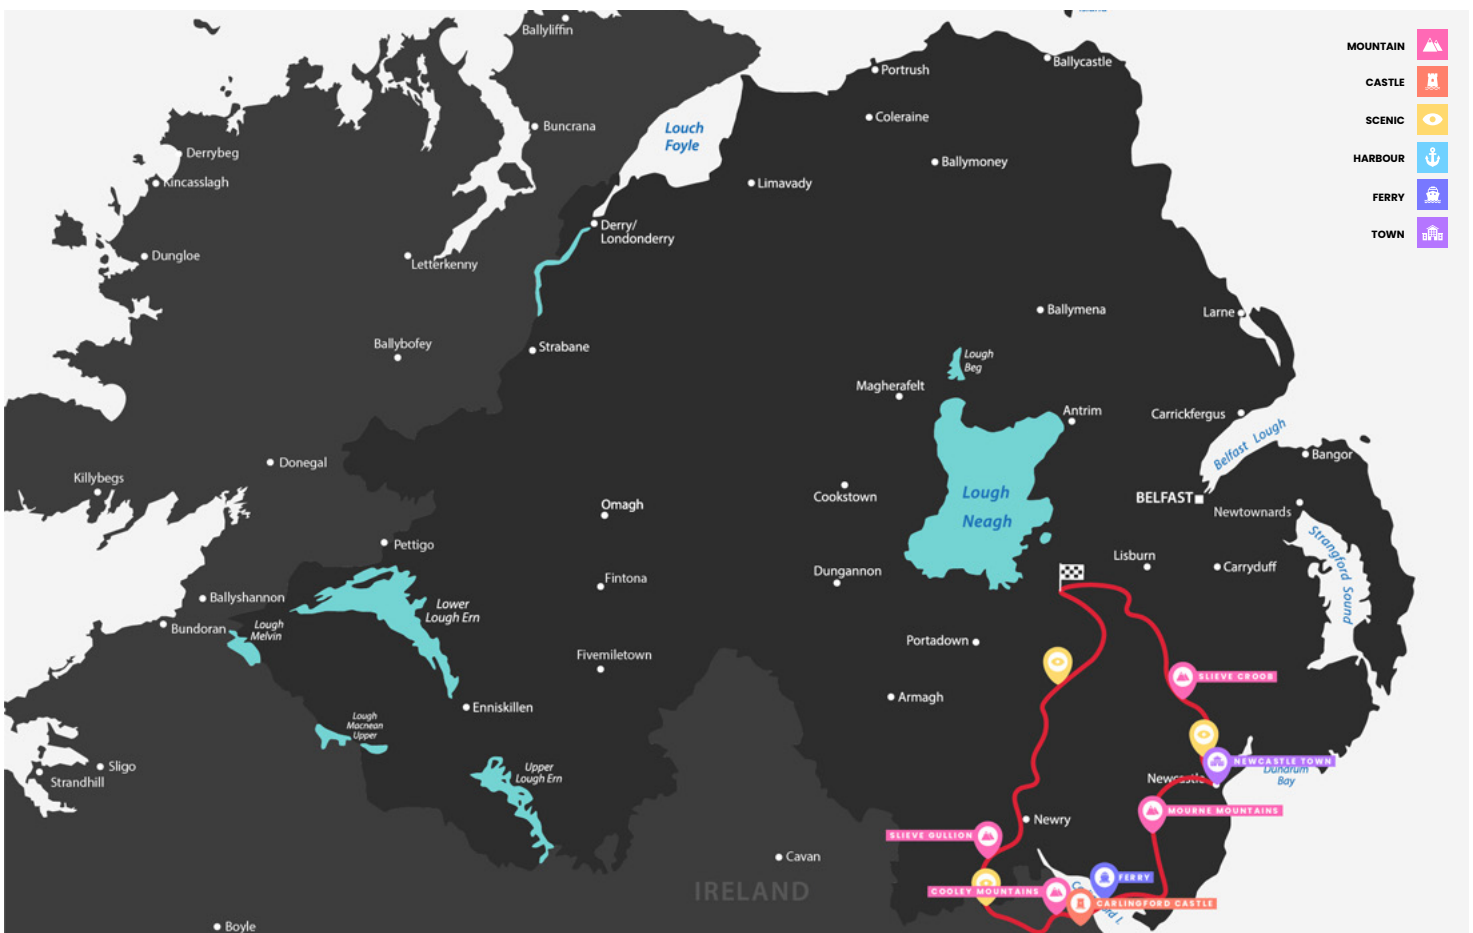 Island
Ballyliffin
Ballycastle
Portrush
MOUNTAIN
CASTLE
SCENIC
HARBOUR
FERRY
TOWN
Coleraine
Buncrana
Louch
Foyle
Derrybeg
Ballymoney
Kincasslagh
Limavady
Derry/
Londonderry
Dungloe
Letterkenny
Ballymena
Larne
Ballybofey
Strabane
Lough
Beg
Magherafelt
Antrim
Carrickfergus
Belfast Lough
Bangor
Donegal
Killybegs
Cookstown
Lough
Neagh
BELFAST
Newtownards
Omagh
Strangford Sound
Pettigo
Lisburn
Carryduff
Dungannon
Fintona
Ballyshannon
Lower
Lough Ern
Bundoran
Lough
Melvin
Portadown
Fivemiletown
SLIEVE CROOB
Armagh
Enniskillen
Lough
Macnean
Upper
NEWCASTLE TOWN
Sligo
Strandhill
Upper
Lough Ern
Newcastle
Dundrum
Bay
MOURNE MOUNTAINS
Newry
SLIEVE GULLION
Cavan
FERRY
IRELAND
COOLEY MOUNTAINS
CARLINGFORD CASTLE
Boyle